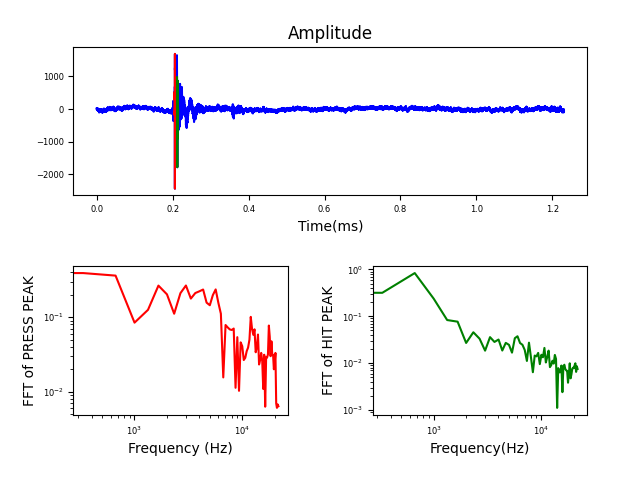 Amplitude
1000
0
−1000
−2000
0.0 0.2 0.4 0.6 0.8 1.0 1.2
Time(ms)
FFT of PRESS PEAK
10⁻¹
10⁻²
10³ 10⁴
Frequency (Hz)
FFT of HIT PEAK
10⁰
10⁻¹
10⁻²
10⁻³
10³ 10⁴
Frequency(Hz)